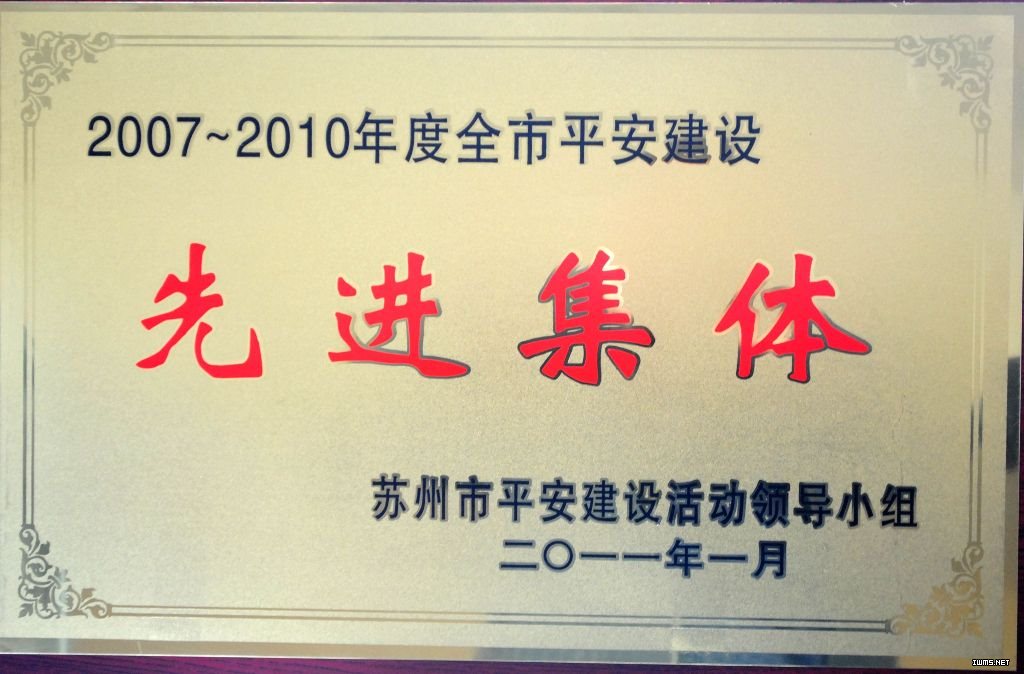 2007~2010年度全市平安建设
先进集体
苏州市平安建设活动领导小组
二〇一一年一月
IWMS.NET